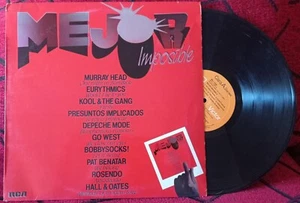 MEJOR
Imposible
MURRAY HEAD
EURYTHMICS
KOOL & THE GANG
PRESUNTOS IMPLICADOS
DEPECHE MODE
GO WEST
BOBBYSOCKS!
PAT BENATAR
ROSENDO
HALL & OATES
RCA